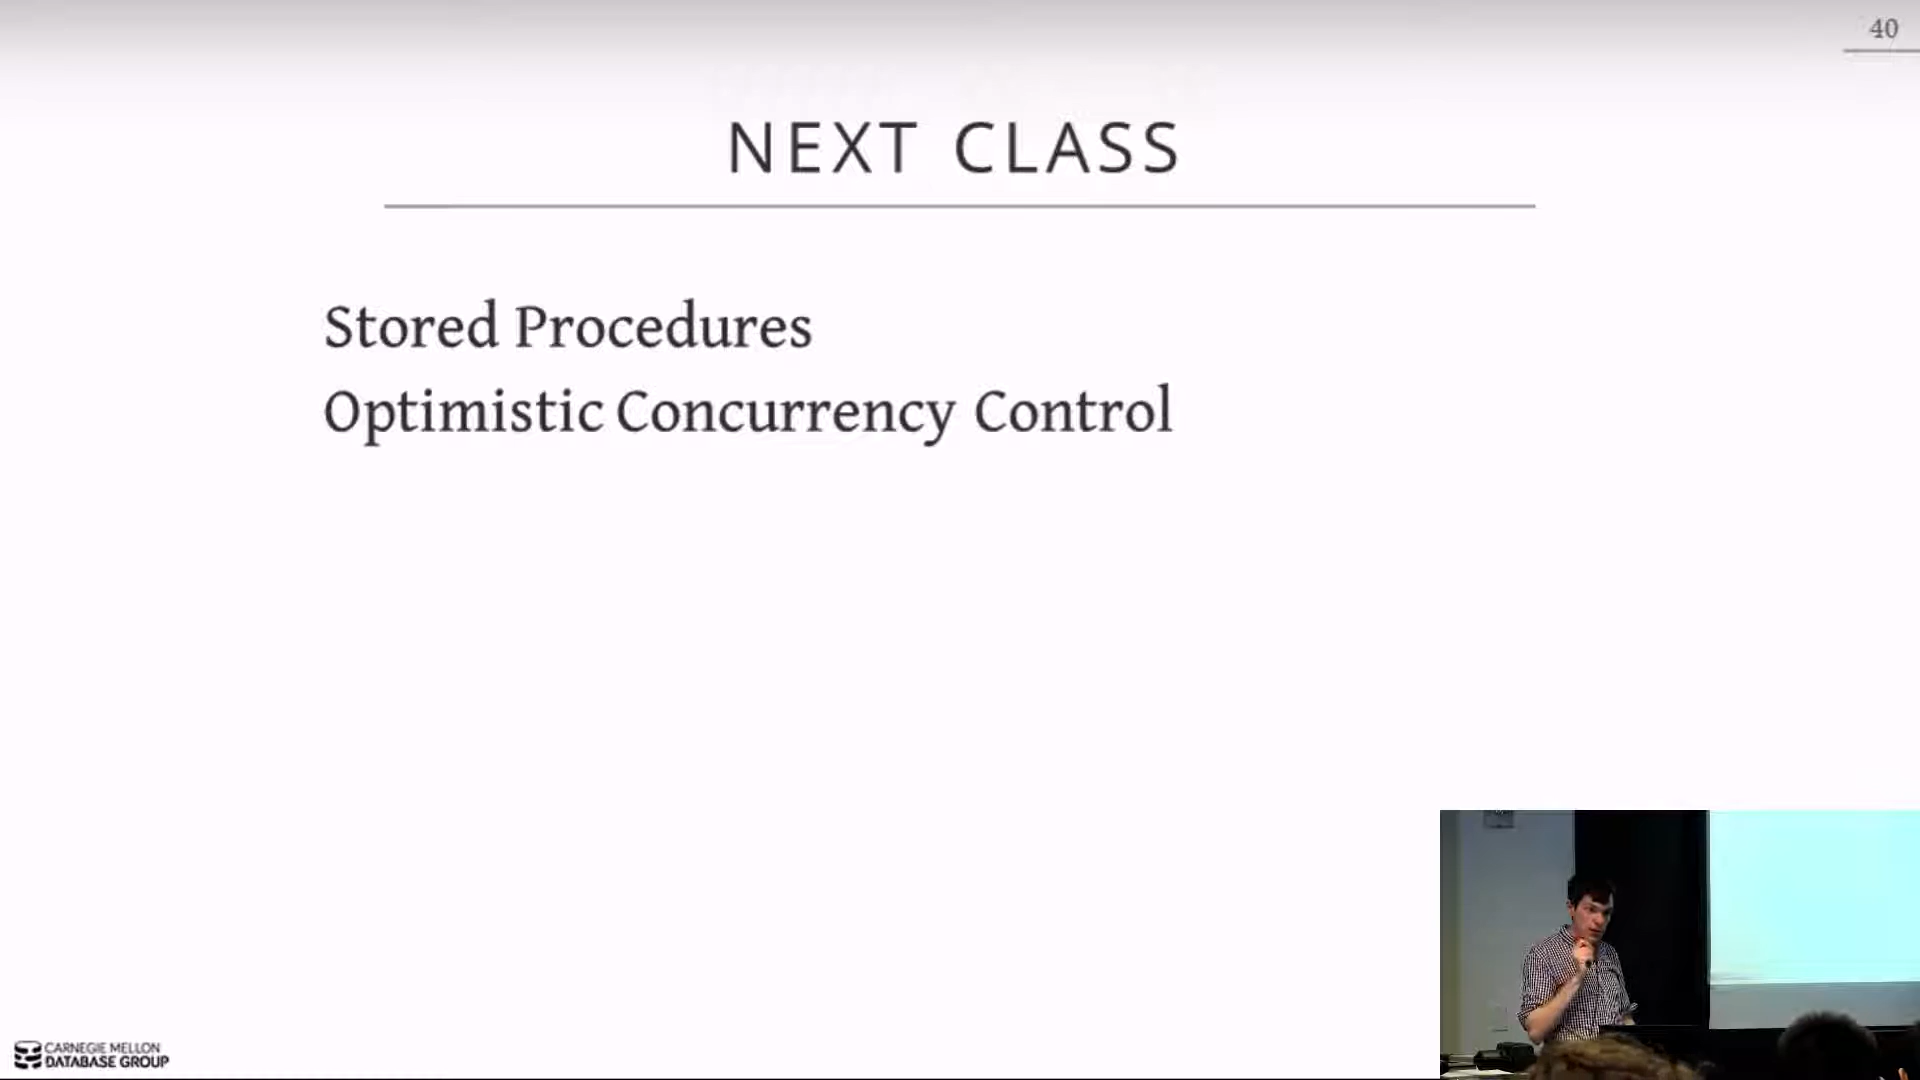 40
NEXT CLASS
Stored Procedures
Optimistic Concurrency Control
CARNEGIE MELLON
DATABASE GROUP